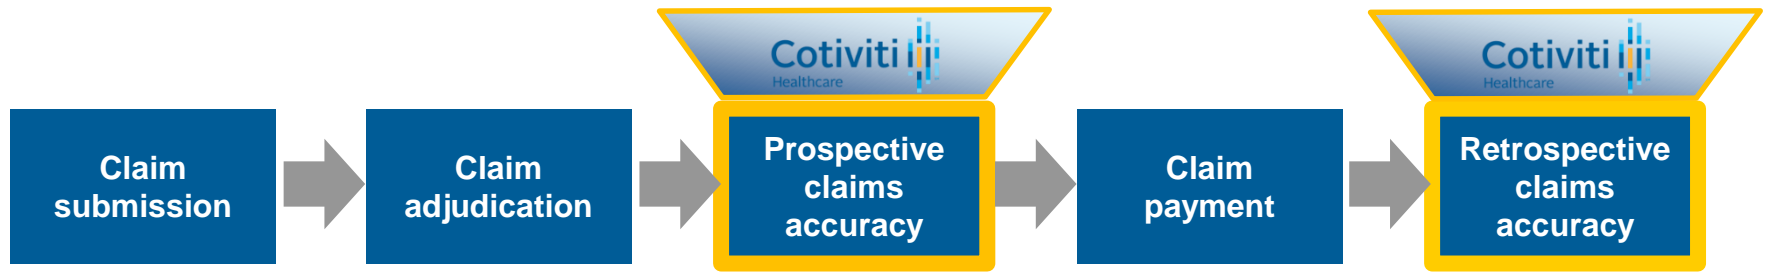 Cotiviti
Healthcare
Cotiviti
Healthcare
Claim
submission
Claim
adjudication
Prospective
claims
accuracy
Claim
payment
Retrospective
claims
accuracy